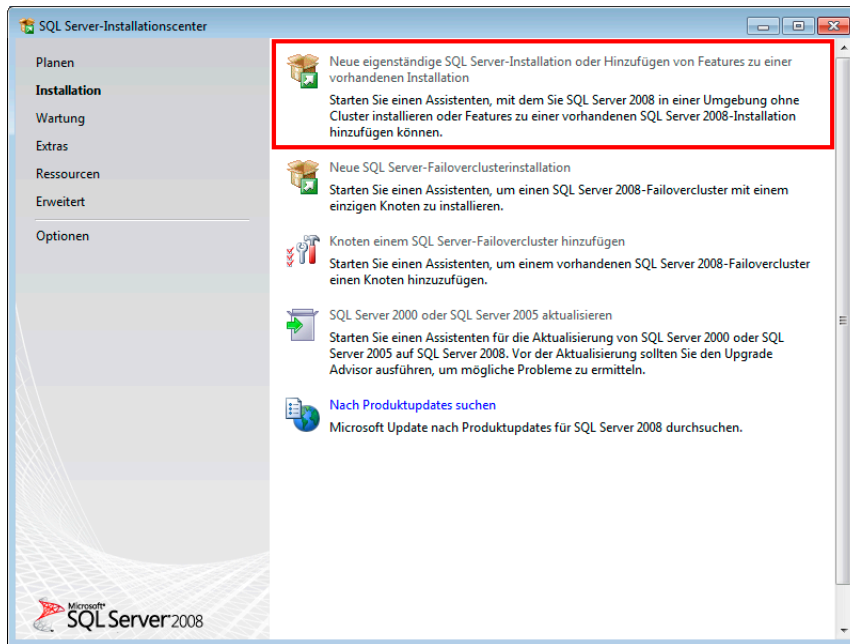 SQL Server-Installationscenter
Planen
Installation
Wartung
Extras
Ressourcen
Erweitert
Optionen
Neue eigenständige SQL Server-Installation oder Hinzufügen von Features zu einer
vorhandenen Installation
Starten Sie einen Assistenten, mit dem Sie SQL Server 2008 in einer Umgebung ohne
Cluster installieren oder Features zu einer vorhandenen SQL Server 2008-Installation
hinzufügen können.
Neue SQL Server-Failoverclusterinstallation
Starten Sie einen Assistenten, um einen SQL Server 2008-Failovercluster mit einem
einzigen Knoten zu installieren.
Knoten einem SQL Server-Failovercluster hinzufügen
Starten Sie einen Assistenten, um einem vorhandenen SQL Server 2008-Failovercluster
einen Knoten hinzuzufügen.
SQL Server 2000 oder SQL Server 2005 aktualisieren
Starten Sie einen Assistenten für die Aktualisierung von SQL Server 2000 oder SQL
Server 2005 auf SQL Server 2008. Vor der Aktualisierung sollten Sie den Upgrade
Advisor ausführen, um mögliche Probleme zu ermitteln.
Nach Produktupdates suchen
Microsoft Update nach Produktupdates für SQL Server 2008 durchsuchen.
Microsoft
SQL Server 2008